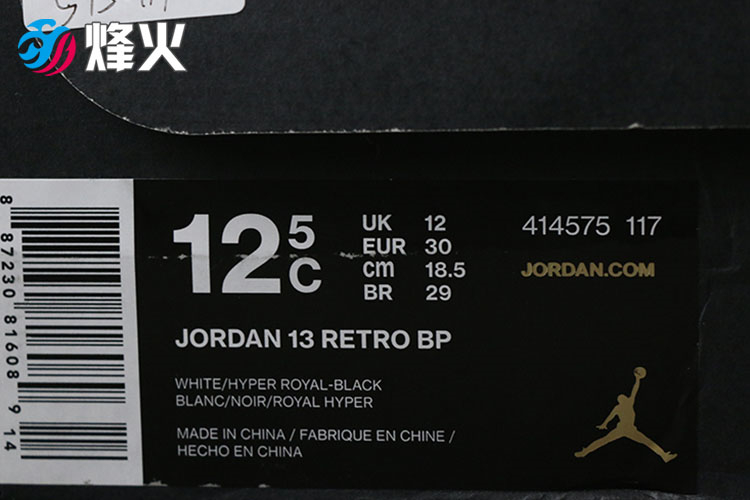 烽火
12 5 C
UK 12
EUR 30
cm 18.5
BR 29
414575 117
JORDAN.COM
JORDAN 13 RETRO BP
WHITE/HYPER ROYAL-BLACK
BLANC/NOIR/ROYAL HYPER
MADE IN CHINA / FABRIQUE EN CHINE /
HECHO EN CHINA
8 87230 81608 9 14